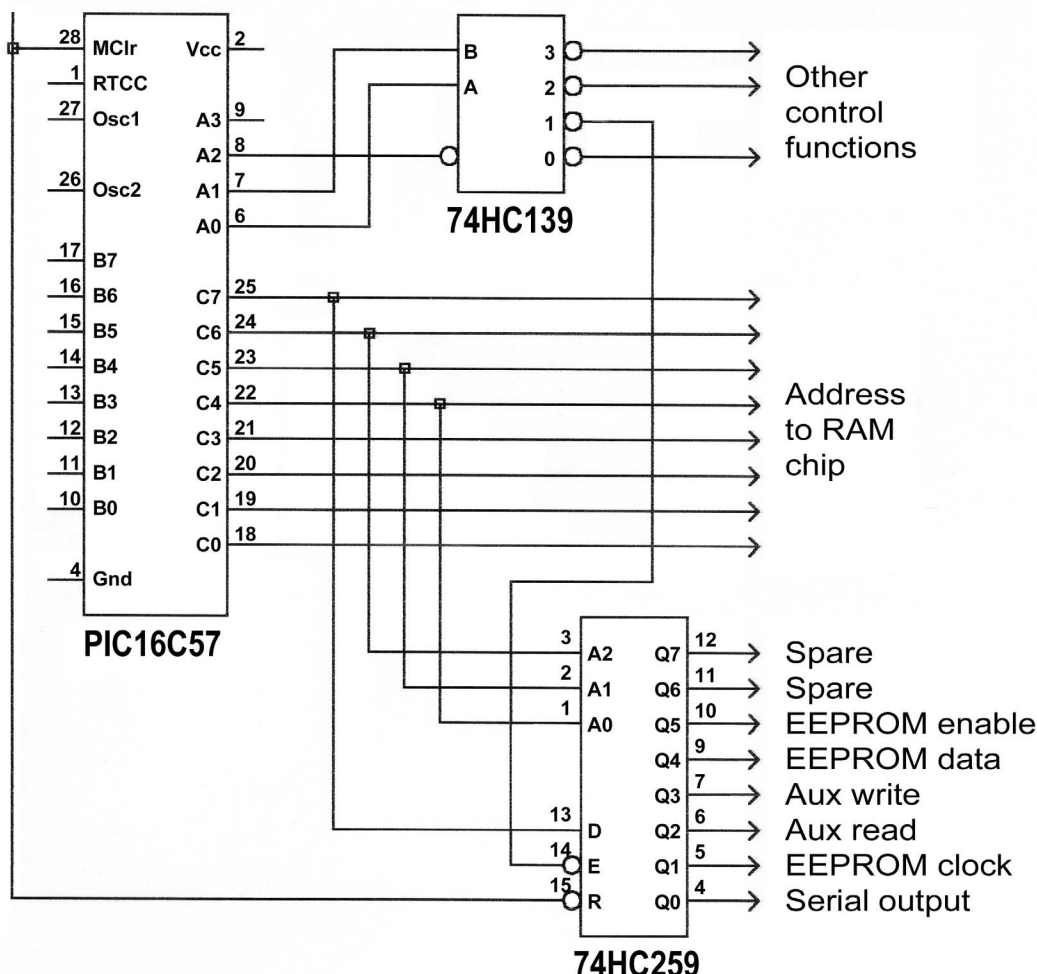 28 MClr Vcc 2
1 RTCC
27 Osc1 A3 9
A2 8
26 Osc2 A1 7
A0 6
17 B7
16 B6 C7 25
15 B5 C6 24
14 B4 C5 23
13 B3 C4 22
12 B2 C3 21
11 B1 C2 20
10 B0 C1 19
C0 18
4 Gnd
PIC16C57
B 3
A 2
1
0
74HC139
Other
control
functions
Address
to RAM
chip
3 A2 Q7 12 Spare
2 A1 Q6 11 Spare
1 A0 Q5 10 EEPROM enable
Q4 9 EEPROM data
Q3 7 Aux write
13 D Q2 6 Aux read
14 E Q1 5 EEPROM clock
15 R Q0 4 Serial output
74HC259